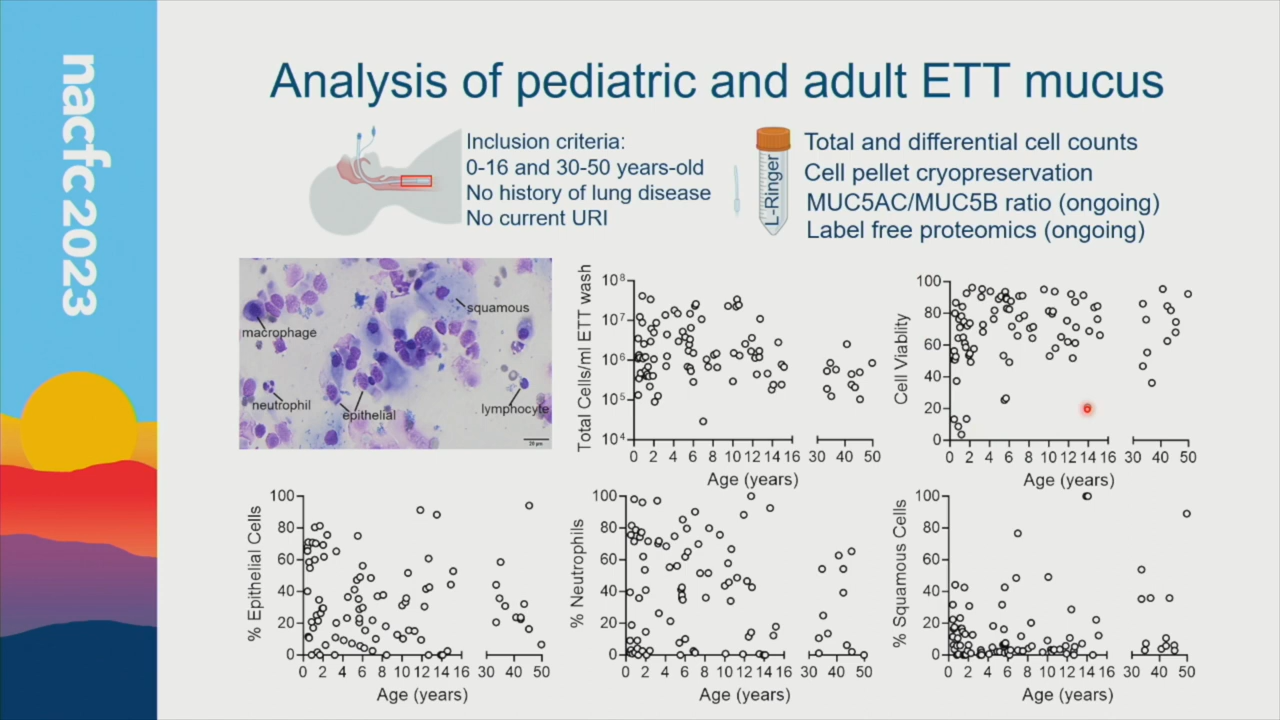 nacfc 2023
Analysis of pediatric and adult ETT mucus
Inclusion criteria:
0-16 and 30-50 years-old
No history of lung disease
No current URI
L-Ringer
Total and differential cell counts
Cell pellet cryopreservation
MUC5AC/MUC5B ratio (ongoing)
Label free proteomics (ongoing)
squamous
macrophage
neutrophil
epithelial
lymphocyte
20 µm
Total Cells/ml ETT wash
10⁸
10⁷
10⁶
10⁵
10⁴
0 2 4 6 8 10 12 14 16 30 40 50
Age (years)
Cell Viablity
100
80
60
40
20
0
0 2 4 6 8 10 12 14 16 30 40 50
Age (years)
% Epithelial Cells
100
80
60
40
20
0
0 2 4 6 8 10 12 14 16 30 40 50
Age (years)
% Neutrophils
100
80
60
40
20
0
0 2 4 6 8 10 12 14 16 30 40 50
Age (years)
% Squamous Cells
100
80
60
40
20
0
0 2 4 6 8 10 12 14 16 30 40 50
Age (years)